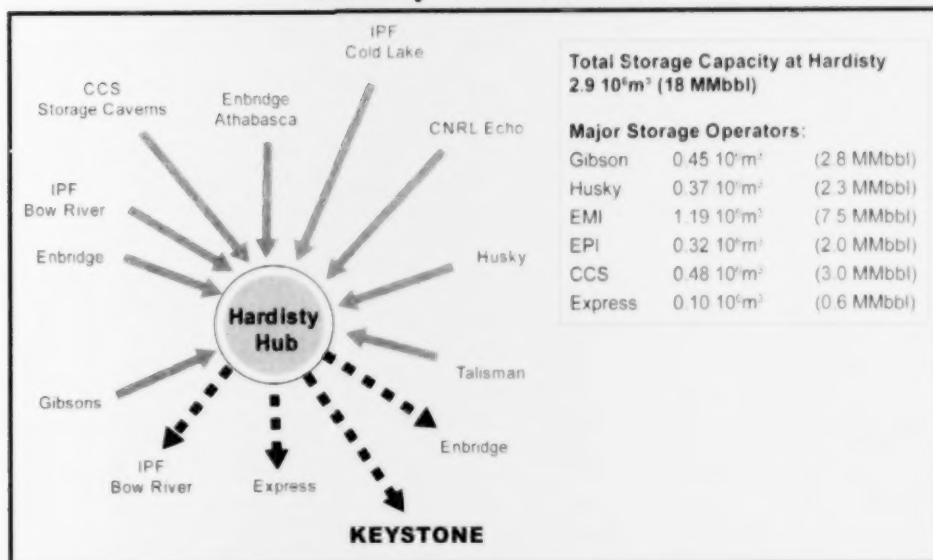 IPF
Cold Lake
CCS
Storage Caverns
Enbridge
Athabasca
CNRL Echo
IPF
Bow River
Enbridge
Husky
Hardisty
Hub
Talisman
Gibsons
Enbridge
IPF
Bow River
Express
KEYSTONE
Total Storage Capacity at Hardisty
2.9 10⁶m³ (18 MMbbl)
Major Storage Operators:
Gibson 0.45 10⁶m³ (2.8 MMbbl)
Husky 0.37 10⁶m³ (2.3 MMbbl)
EMI 1.19 10⁶m³ (7.5 MMbbl)
EPI 0.32 10⁶m³ (2.0 MMbbl)
CCS 0.48 10⁶m³ (3.0 MMbbl)
Express 0.10 10⁶m³ (0.6 MMbbl)